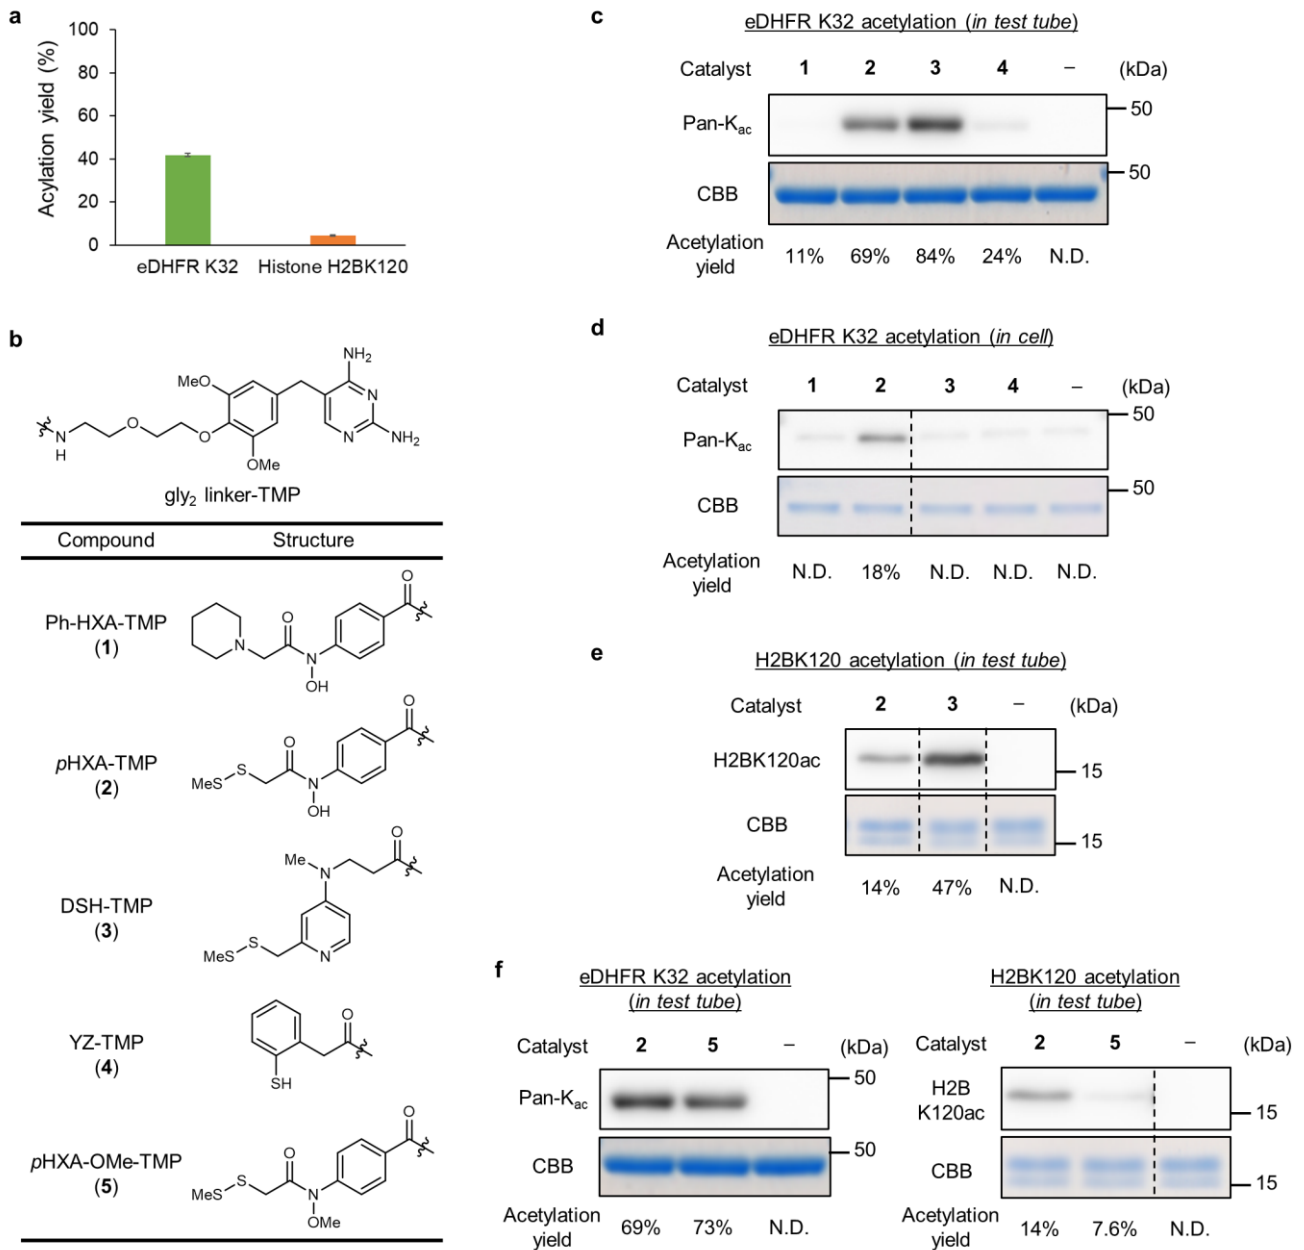 a
100
80
60
40
20
0
Acylation yield (%)
eDHFR K32 Histone H2BK120
b
NH₂
MeO
N
N
NH₂
O
O
N
H
OMe
gly₂ linker-TMP
Compound Structure
Ph-HXA-TMP
(1)
O
O
N
N
OH
pHXA-TMP
(2)
O
O
S
MeS
N
OH
DSH-TMP
(3)
O
Me
N
S
MeS
N
YZ-TMP
(4)
O
SH
pHXA-OMe-TMP
(5)
O
O
S
MeS
N
OMe
c
eDHFR K32 acetylation (in test tube)
Catalyst 1 2 3 4 – (kDa)
Pan-Kac
50
CBB
50
Acetylation
yield
11% 69% 84% 24% N.D.
d
eDHFR K32 acetylation (in cell)
Catalyst 1 2 3 4 – (kDa)
Pan-Kac
50
CBB
50
Acetylation
yield
N.D. 18% N.D. N.D. N.D.
e
H2BK120 acetylation (in test tube)
Catalyst 2 3 – (kDa)
H2BK120ac
15
CBB
15
Acetylation
yield
14% 47% N.D.
f
eDHFR K32 acetylation
(in test tube)
Catalyst 2 5 – (kDa)
Pan-Kac
50
CBB
50
Acetylation
yield
69% 73% N.D.
H2BK120 acetylation
(in test tube)
Catalyst 2 5 – (kDa)
H2B
K120ac
15
CBB
15
Acetylation
yield
14% 7.6% N.D.